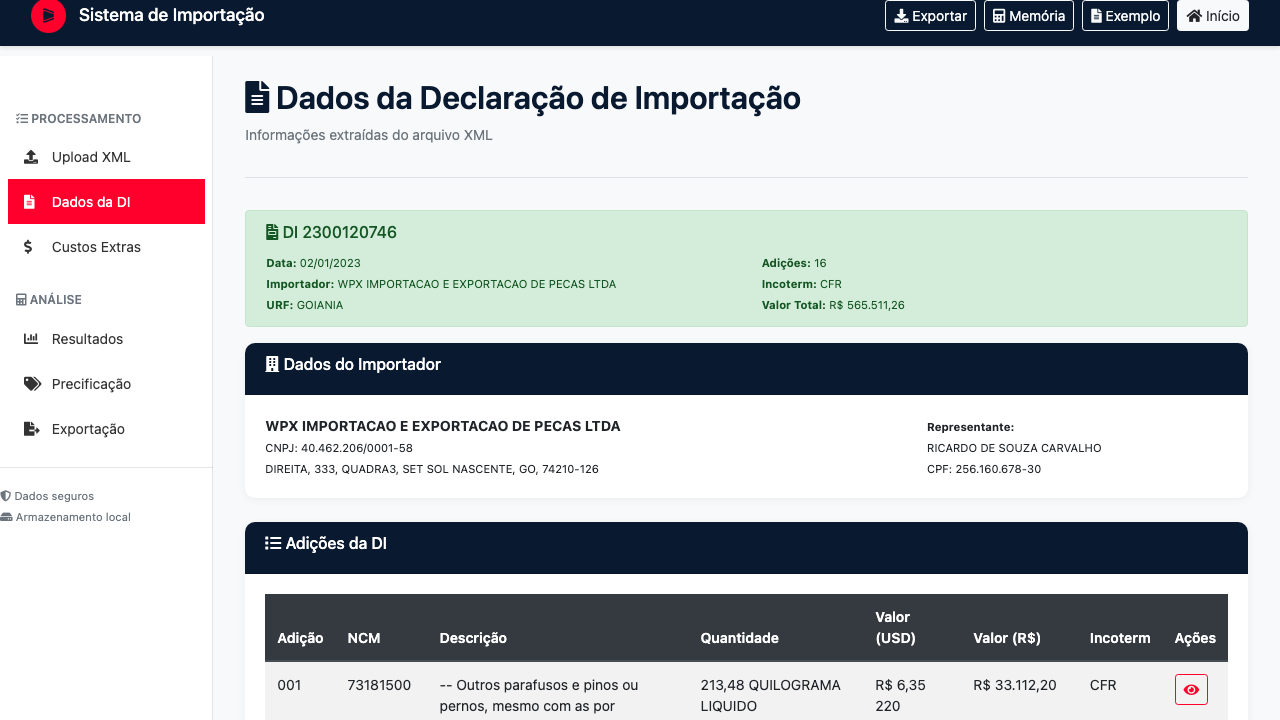 Sistema de Importação
Exportar
Memória
Exemplo
Início
PROCESSAMENTO
Upload XML
Dados da DI
Custos Extras
ANÁLISE
Resultados
Precificação
Exportação
Dados seguros
Armazenamento local
Dados da Declaração de Importação
Informações extraídas do arquivo XML
DI 2300120746
Data: 02/01/2023
Importador: WPX IMPORTACAO E EXPORTACAO DE PECAS LTDA
URF: GOIANIA
Adições: 16
Incoterm: CFR
Valor Total: R$ 565.511,26
Dados do Importador
WPX IMPORTACAO E EXPORTACAO DE PECAS LTDA
CNPJ: 40.462.206/0001-58
DIREITA, 333, QUADRA3, SET SOL NASCENTE, GO, 74210-126
Representante:
RICARDO DE SOUZA CARVALHO
CPF: 256.160.678-30
Adições da DI
Adição NCM Descrição Quantidade Valor (USD) Valor (R$) Incoterm Ações
001 73181500 -- Outros parafusos e pinos ou 213,48 QUILOGRAMA R$ 6,35 R$ 33.112,20 CFR
pernos, mesmo com as por LIQUIDO 220